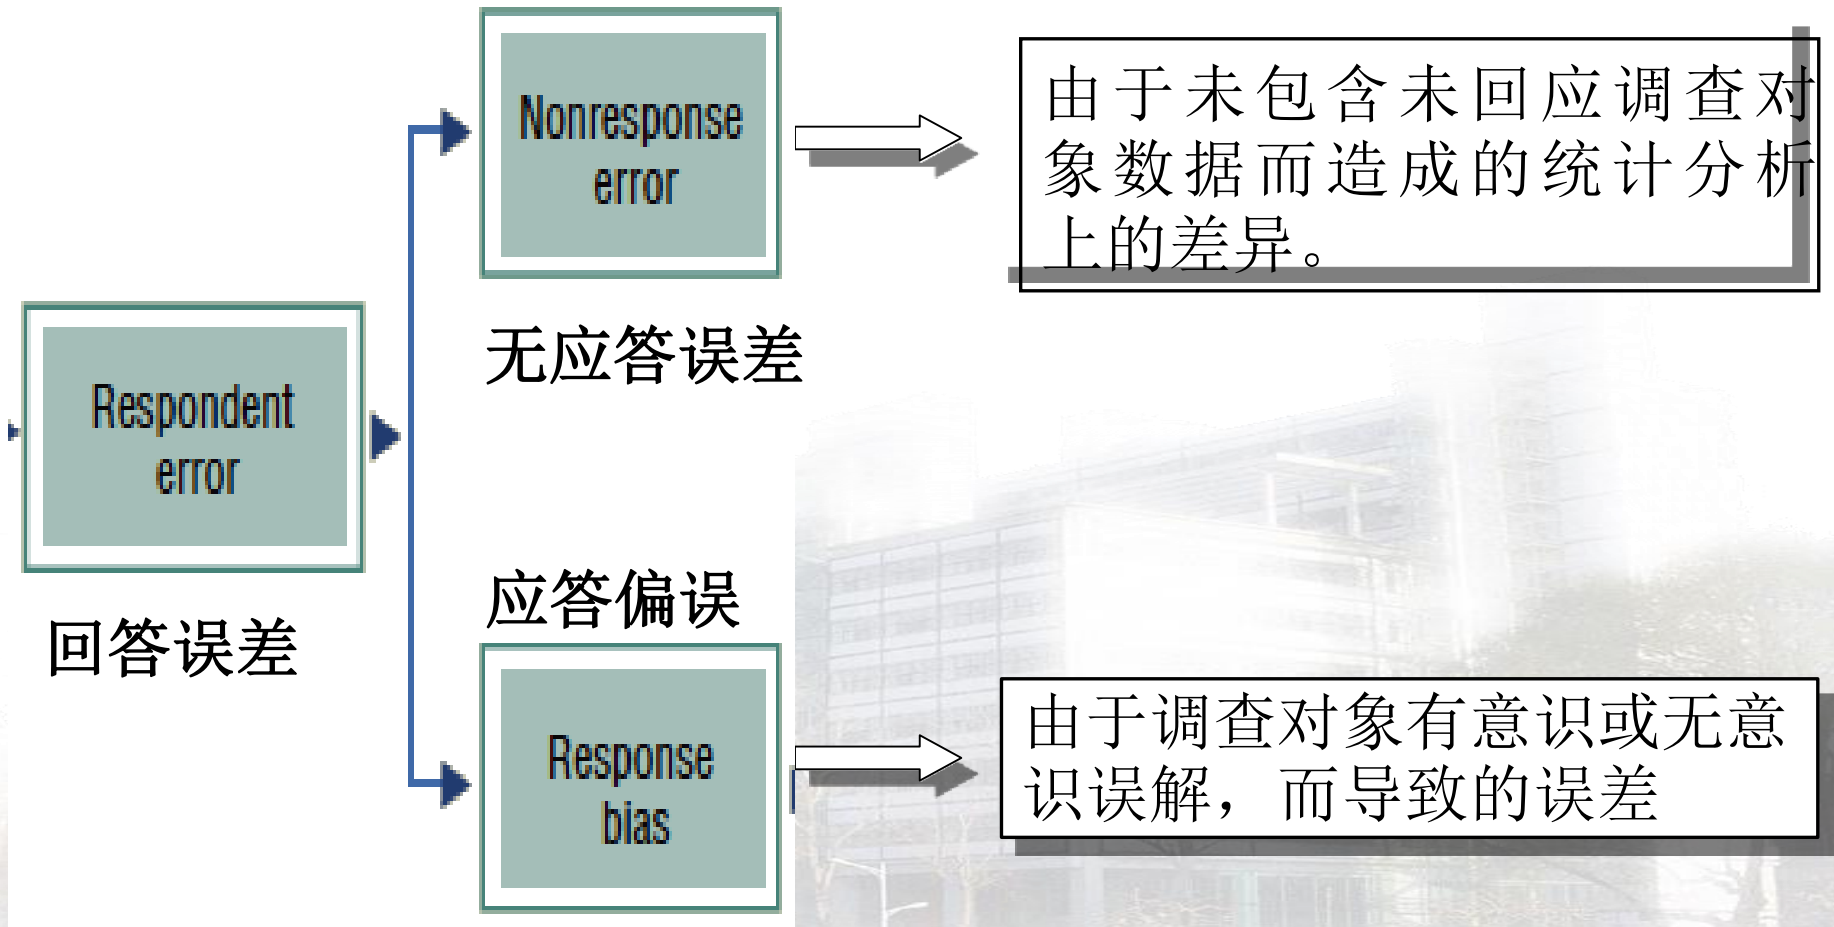 Nonresponse
error
由于未包含未回应调查对
象数据而造成的统计分析
上的差异。
无应答误差
Respondent
error
回答误差
应答偏误
Response
bias
由于调查对象有意识或无意
识误解，而导致的误差